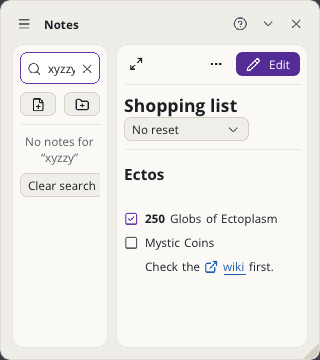 Notes
xyzzy
Edit
No notes for
“xyzzy”
Clear search
Shopping list
No reset
Ectos
250 Globs of Ectoplasm
Mystic Coins
Check the wiki first.